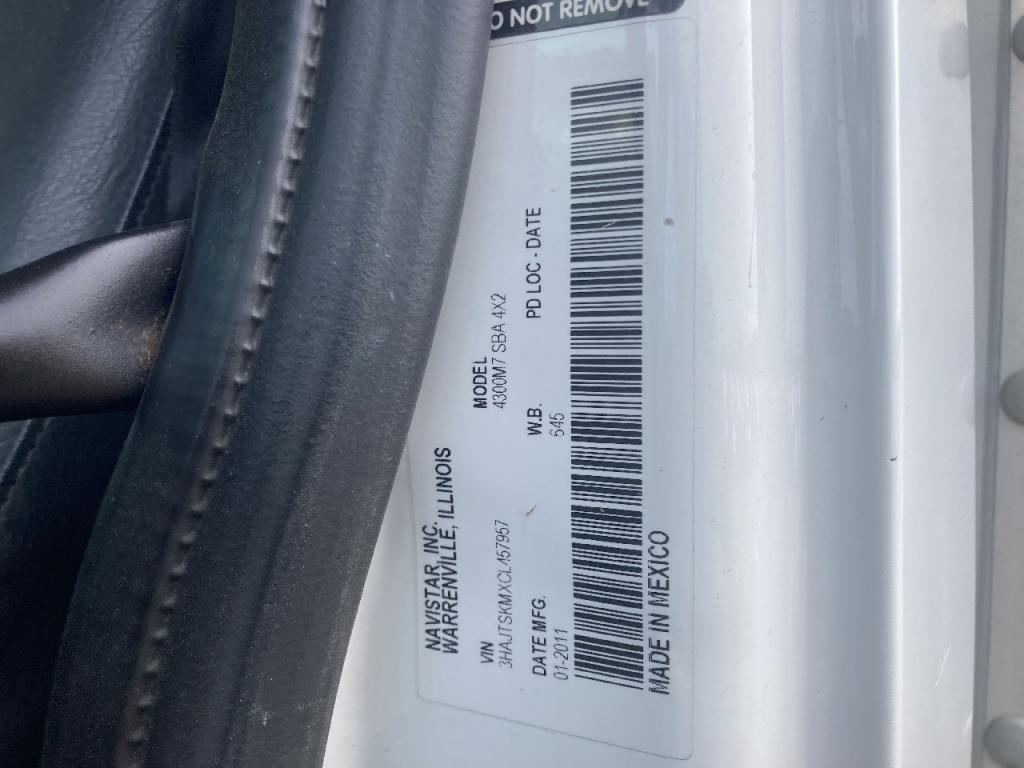 NAVISTAR INC.
WARRENVILLE, ILLINOIS
VIN
3HAJTSKMXCL457957
MODEL
4300M7 SBA 4X2
DATE MFG.
01-2011
W.B.
645
PD LOC - DATE
MADE IN MEXICO
NOT REMOVE